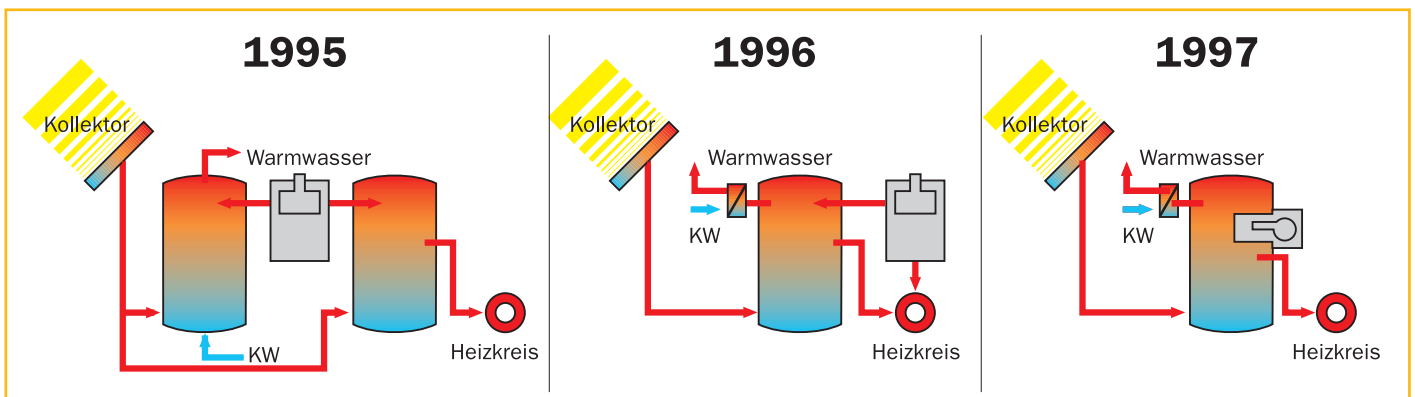 1995
Kollektor
Warmwasser
KW
Heizkreis
1996
Kollektor
Warmwasser
KW
Heizkreis
1997
Kollektor
Warmwasser
KW
Heizkreis